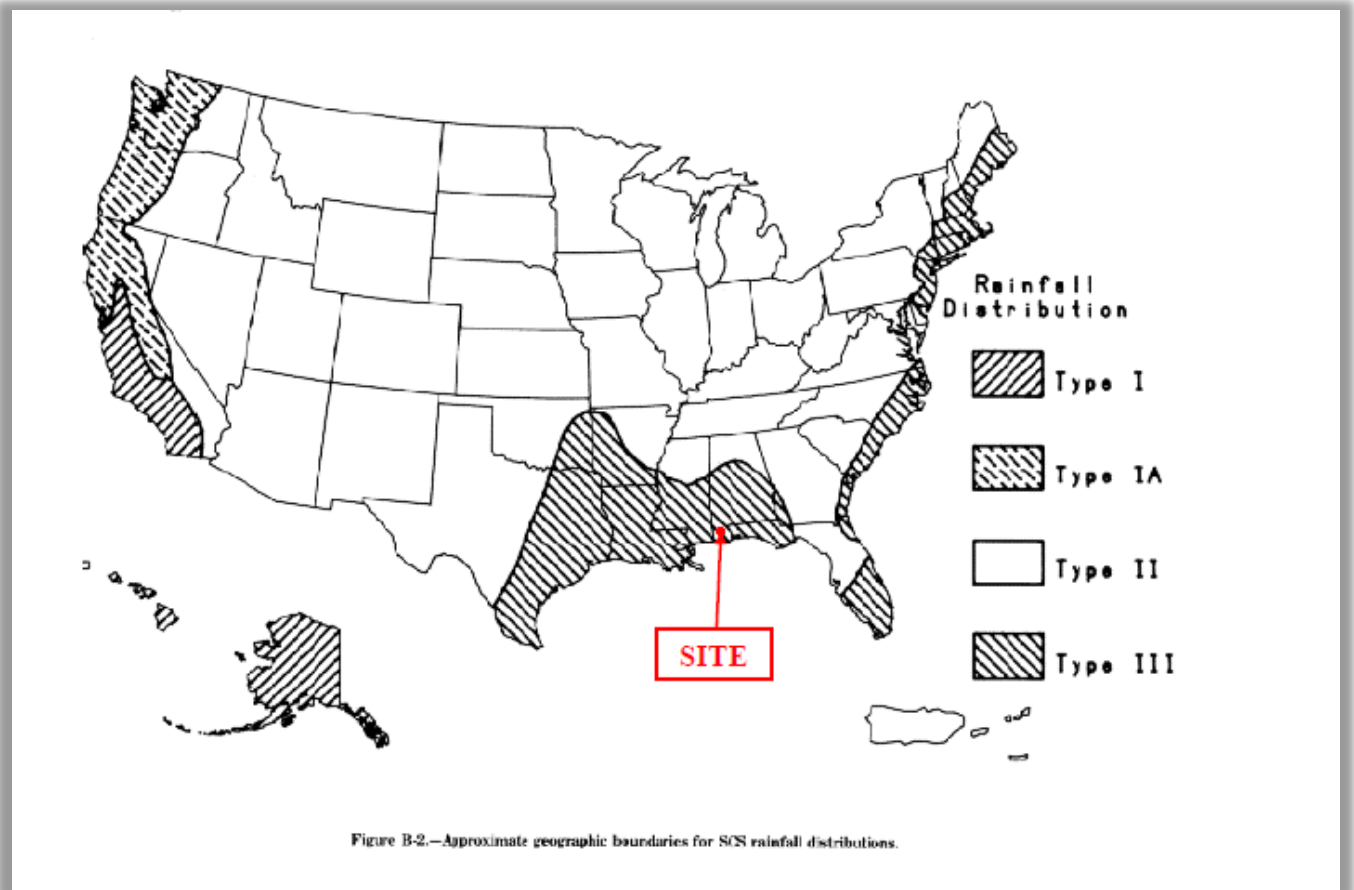 Rainfall
Distribution
Type I
Type IA
Type II
SITE
Type III
Figure B-2.—Approximate geographic boundaries for SCS rainfall distributions.